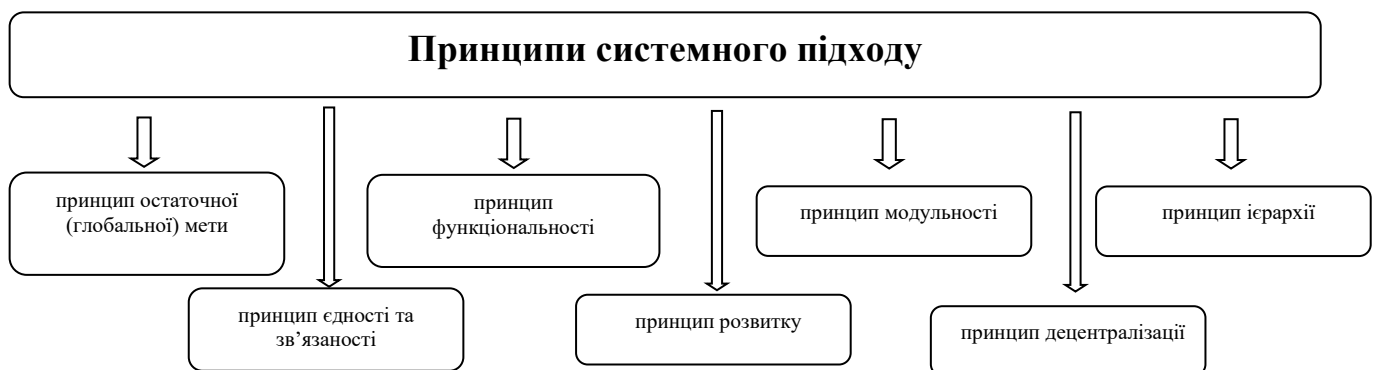 Принципи системного підходу
принцип остаточної
(глобальної) мети
принцип
функціональності
принцип модульності
принцип ієрархії
принцип єдності та
зв’язаності
принцип розвитку
принцип децентралізації